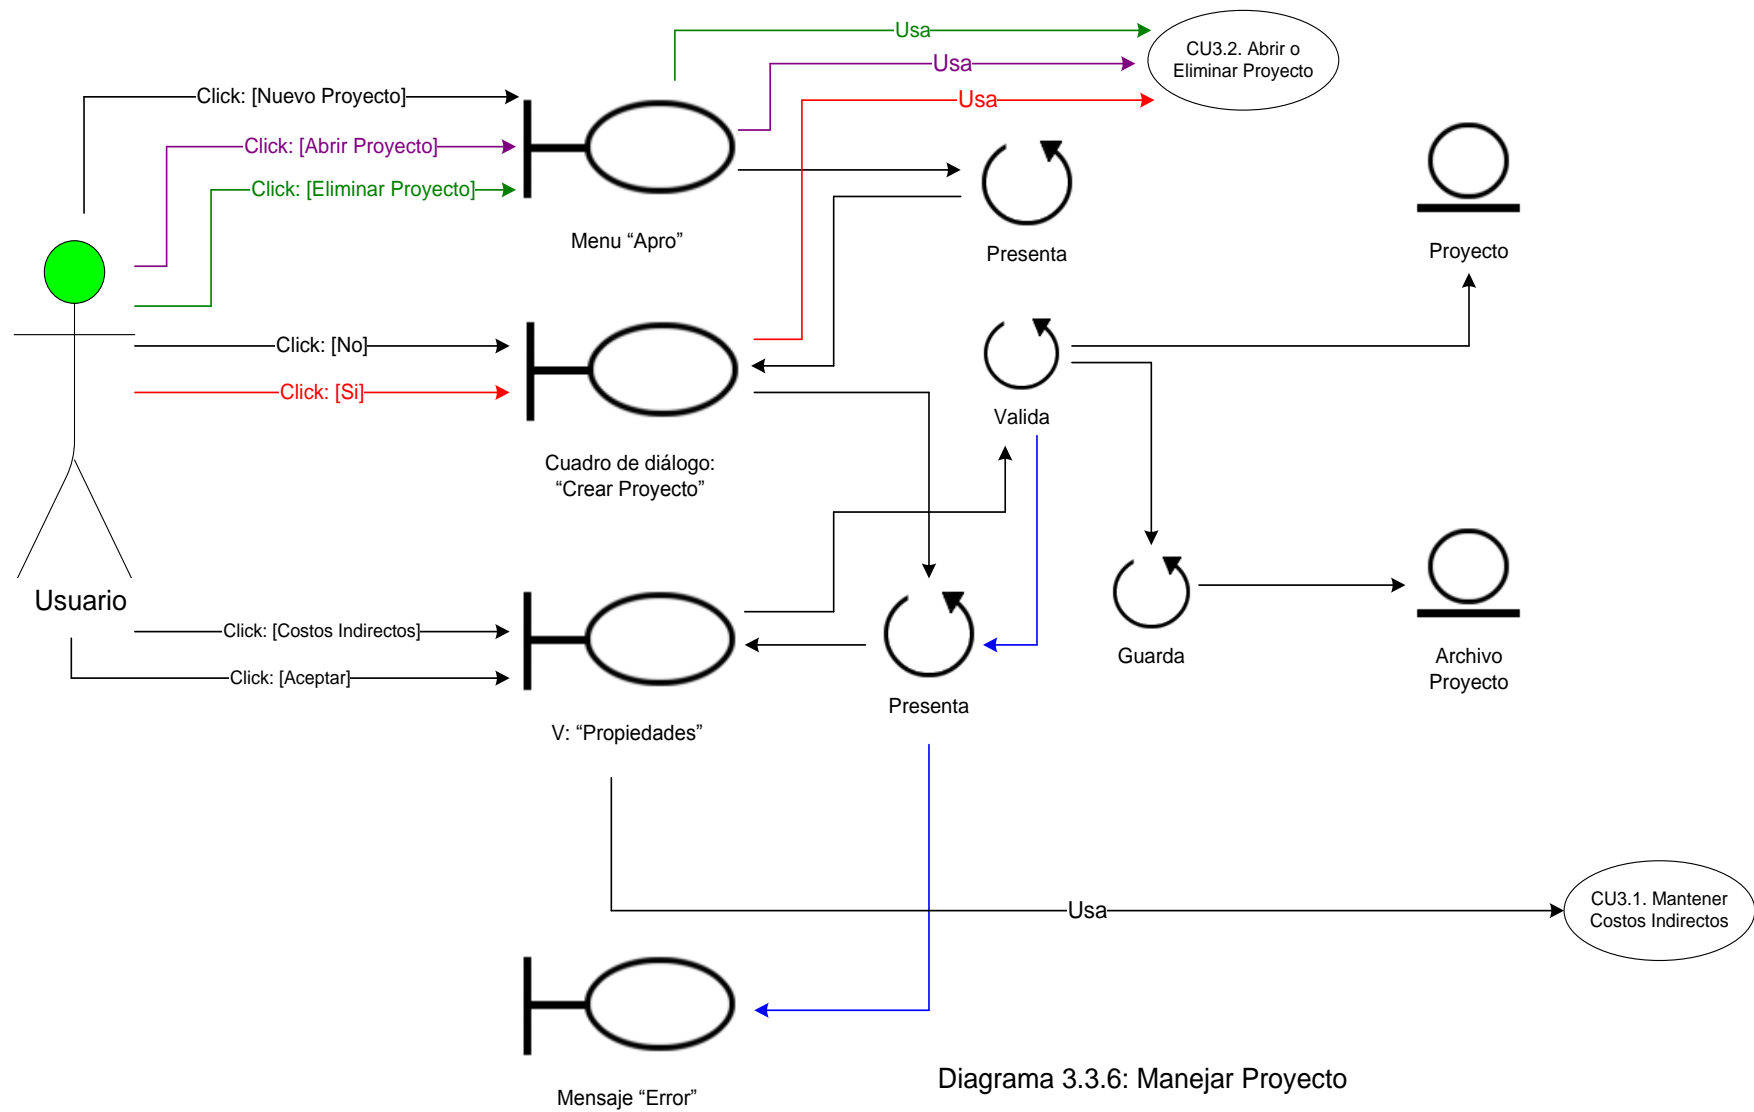 Usa
CU3.2. Abrir o
Eliminar Proyecto
Usa
Usa
Click: [Nuevo Proyecto]
Click: [Abrir Proyecto]
Click: [Eliminar Proyecto]
Menu “Apro”
Presenta
Proyecto
Click: [No]
Click: [Si]
Valida
Cuadro de diálogo:
“Crear Proyecto”
Usuario
Click: [Costos Indirectos]
Click: [Aceptar]
Guarda
Archivo
Proyecto
Presenta
V: “Propiedades”
CU3.1. Mantener
Costos Indirectos
Usa
Diagrama 3.3.6: Manejar Proyecto
Mensaje “Error”